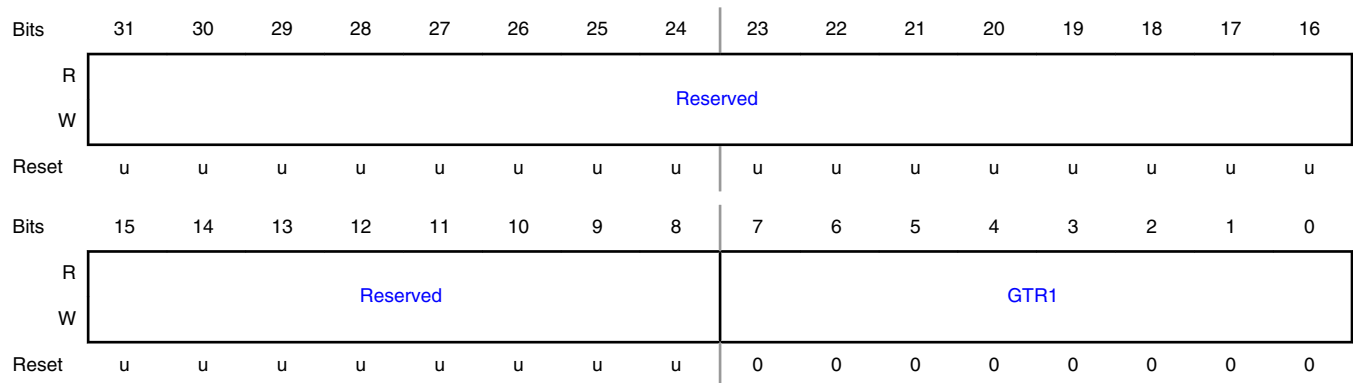 Bits 31 30 29 28 27 26 25 24 23 22 21 20 19 18 17 16
R
Reserved
W
Reset u u u u u u u u u u u u u u u u
Bits 15 14 13 12 11 10 9 8 7 6 5 4 3 2 1 0
R
Reserved GTR1
W
Reset u u u u u u u u 0 0 0 0 0 0 0 0